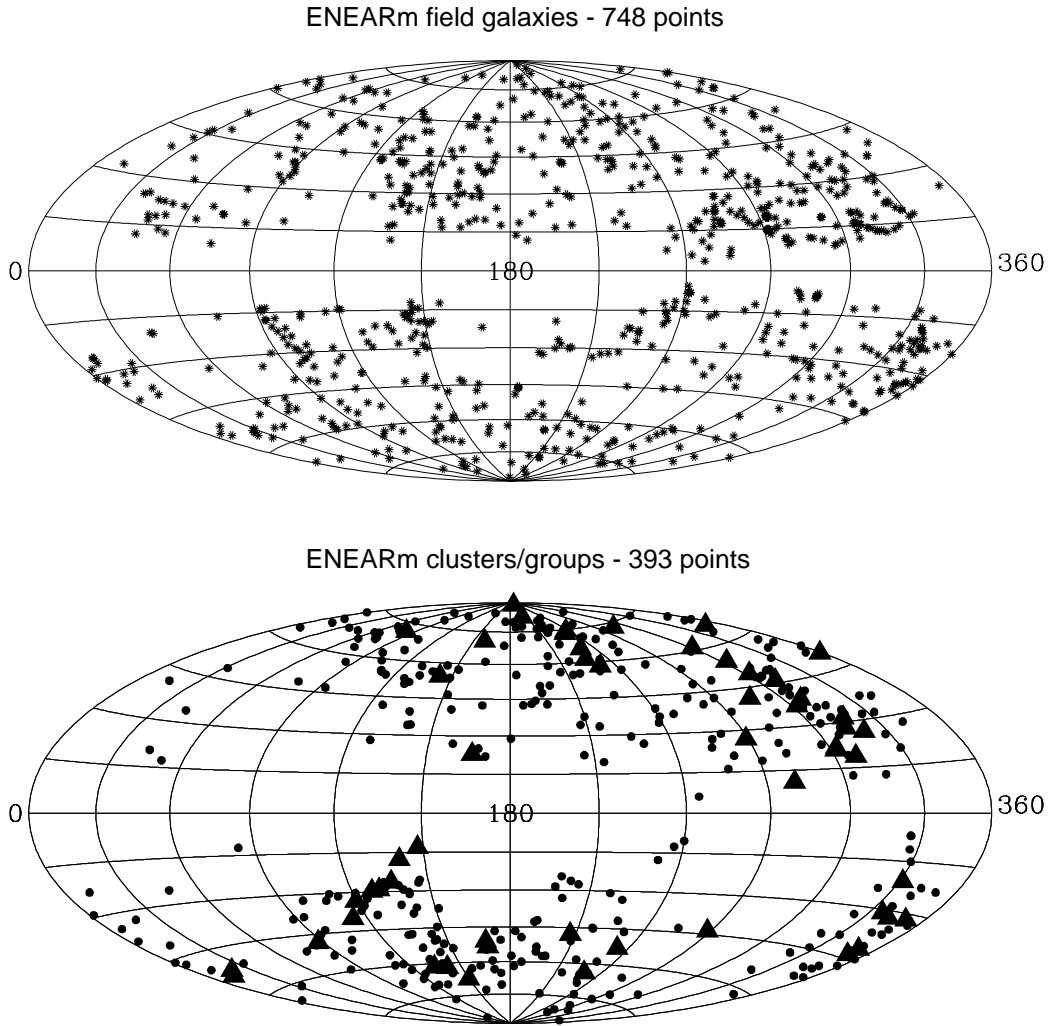 ENEARm field galaxies - 748 points
0 180 360
ENEARm clusters/groups - 393 points
0 180 360